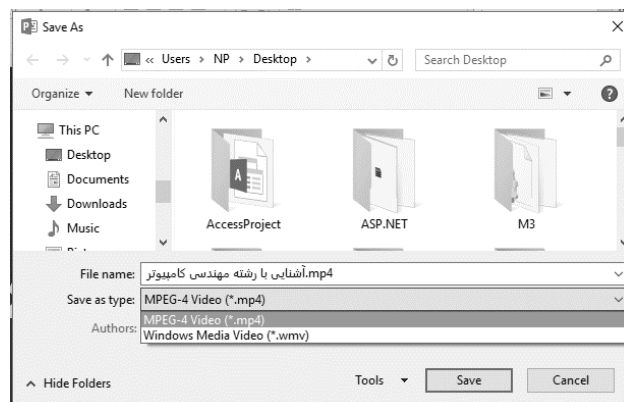 P3 Save As
« Users > NP > Desktop >
Search Desktop
Organize
New folder
This PC
Desktop
Documents
Downloads
Music
A
AccessProject
ASP.NET
M3
File name: آشنایی با رشته مهندسی کامپیوتر.mp4
Save as type: MPEG-4 Video (*.mp4)
MPEG-4 Video (*.mp4)
Windows Media Video (*.wmv)
Authors:
Hide Folders
Tools
Save
Cancel